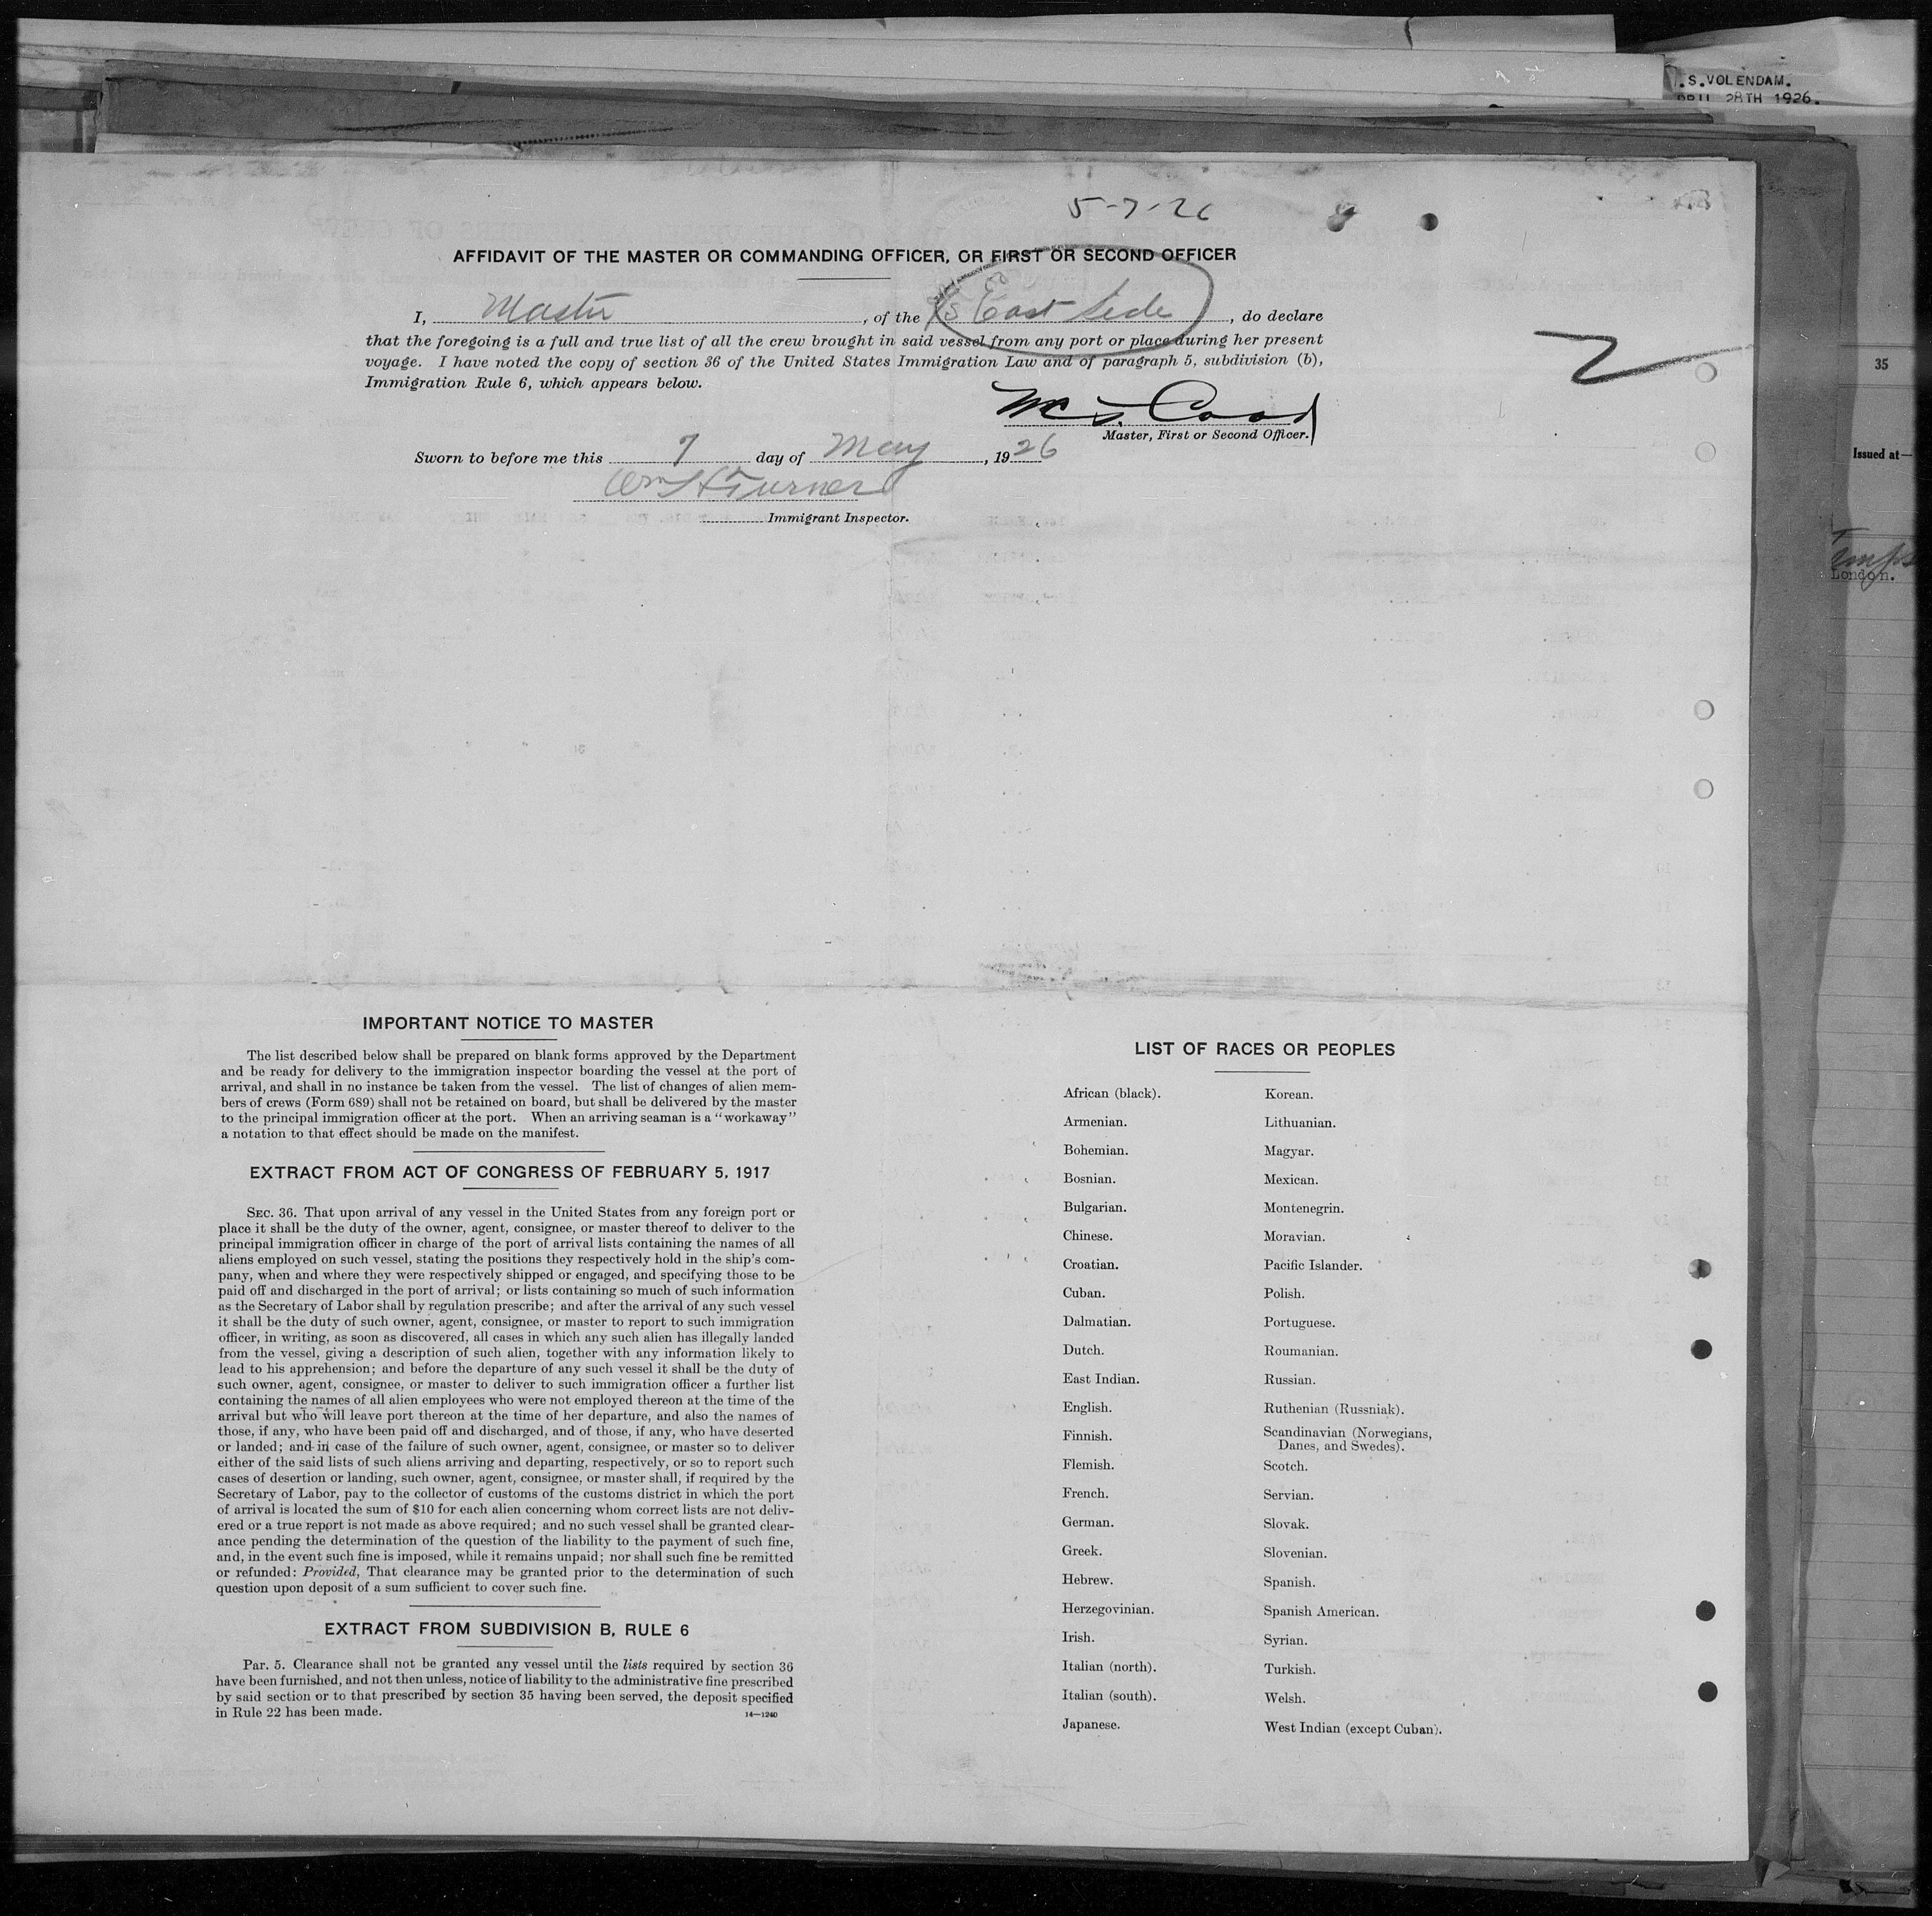 .S.VOLENDAM.
APRIL 28TH 1926.
5-7-26
AFFIDAVIT OF THE MASTER OR COMMANDING OFFICER, OR FIRST OR SECOND OFFICER
I, Master, of the SS East Side, do declare
that the foregoing is a full and true list of all the crew brought in said vessel from any port or place during her present
voyage. I have noted the copy of section 36 of the United States Immigration Law and of paragraph 5, subdivision (b),
Immigration Rule 6, which appears below.
Master, First or Second Officer.
Sworn to before me this 7 day of May, 1926
Wm H Turner
Immigrant Inspector.
35
Issued at—
London.
IMPORTANT NOTICE TO MASTER
The list described below shall be prepared on blank forms approved by the Department
and be ready for delivery to the immigration inspector boarding the vessel at the port of
arrival, and shall in no instance be taken from the vessel. The list of changes of alien mem-
bers of crews (Form 689) shall not be retained on board, but shall be delivered by the master
to the principal immigration officer at the port. When an arriving seaman is a "workaway"
a notation to that effect should be made on the manifest.
EXTRACT FROM ACT OF CONGRESS OF FEBRUARY 5, 1917
SEC. 36. That upon arrival of any vessel in the United States from any foreign port or
place it shall be the duty of the owner, agent, consignee, or master thereof to deliver to the
principal immigration officer in charge of the port of arrival lists containing the names of all
aliens employed on such vessel, stating the positions they respectively hold in the ship's com-
pany, when and where they were respectively shipped or engaged, and specifying those to be
paid off and discharged in the port of arrival; or lists containing so much of such information
as the Secretary of Labor shall by regulation prescribe; and after the arrival of any such vessel
it shall be the duty of such owner, agent, consignee, or master to report to such immigration
officer, in writing, as soon as discovered, all cases in which any such alien has illegally landed
from the vessel, giving a description of such alien, together with any information likely to
lead to his apprehension; and before the departure of any such vessel it shall be the duty of
such owner, agent, consignee, or master to deliver to such immigration officer a further list
containing the names of all alien employees who were not employed thereon at the time of the
arrival but who will leave port thereon at the time of her departure, and also the names of
those, if any, who have been paid off and discharged, and of those, if any, who have deserted
or landed; and in case of the failure of such owner, agent, consignee, or master so to deliver
either of the said lists of such aliens arriving and departing, respectively, or so to report such
cases of desertion or landing, such owner, agent, consignee, or master shall, if required by the
Secretary of Labor, pay to the collector of customs of the customs district in which the port
of arrival is located the sum of $10 for each alien concerning whom correct lists are not deliv-
ered or a true report is not made as above required; and no such vessel shall be granted clear-
ance pending the determination of the question of the liability to the payment of such fine,
and, in the event such fine is imposed, while it remains unpaid; nor shall such fine be remitted
or refunded: Provided, That clearance may be granted prior to the determination of such
question upon deposit of a sum sufficient to cover such fine.
EXTRACT FROM SUBDIVISION B, RULE 6
Par. 5. Clearance shall not be granted any vessel until the lists required by section 36
have been furnished, and not then unless, notice of liability to the administrative fine prescribed
by said section or to that prescribed by section 35 having been served, the deposit specified
in Rule 22 has been made.
14—1240
LIST OF RACES OR PEOPLES
African (black).
Armenian.
Bohemian.
Bosnian.
Bulgarian.
Chinese.
Croatian.
Cuban.
Dalmatian.
Dutch.
East Indian.
English.
Finnish.
Flemish.
French.
German.
Greek.
Hebrew.
Herzegovinian.
Irish.
Italian (north).
Italian (south).
Japanese.
Korean.
Lithuanian.
Magyar.
Mexican.
Montenegrin.
Moravian.
Pacific Islander.
Polish.
Portuguese.
Roumanian.
Russian.
Ruthenian (Russniak).
Scandinavian (Norwegians,
Danes, and Swedes).
Scotch.
Servian.
Slovak.
Slovenian.
Spanish.
Spanish American.
Syrian.
Turkish.
Welsh.
West Indian (except Cuban).